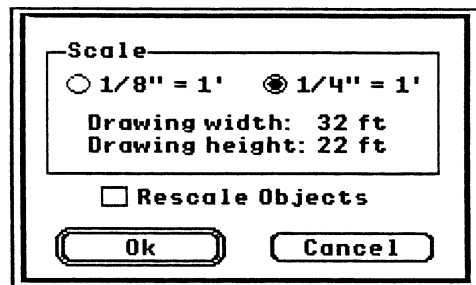 Scale
1/8" = 1' 1/4" = 1'
Drawing width: 32 ft
Drawing height: 22 ft
Rescale Objects
Ok Cancel